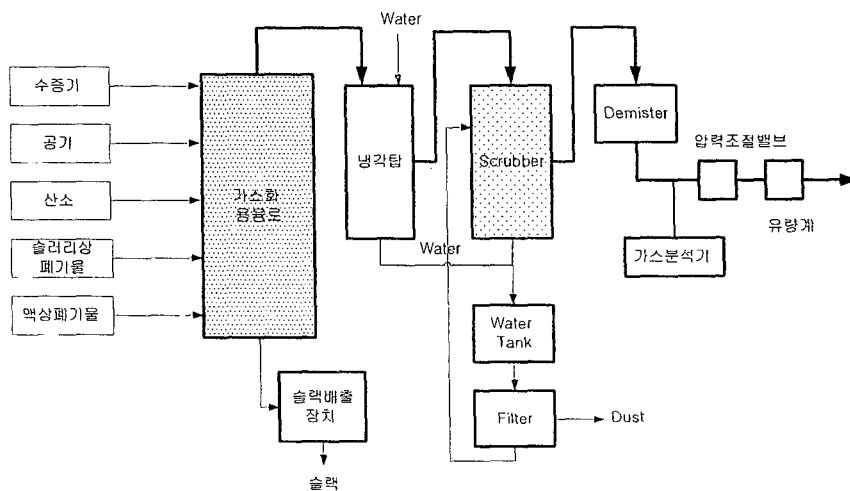 Water
수증기
공기
산소
슬러리상
폐기물
액상폐기물
가스화
용융로
냉각탑
Scrubber
Demister
압력조절밸브
유량계
가스분석기
Water
Water
Tank
Filter
Dust
슬랙배출
장치
슬랙